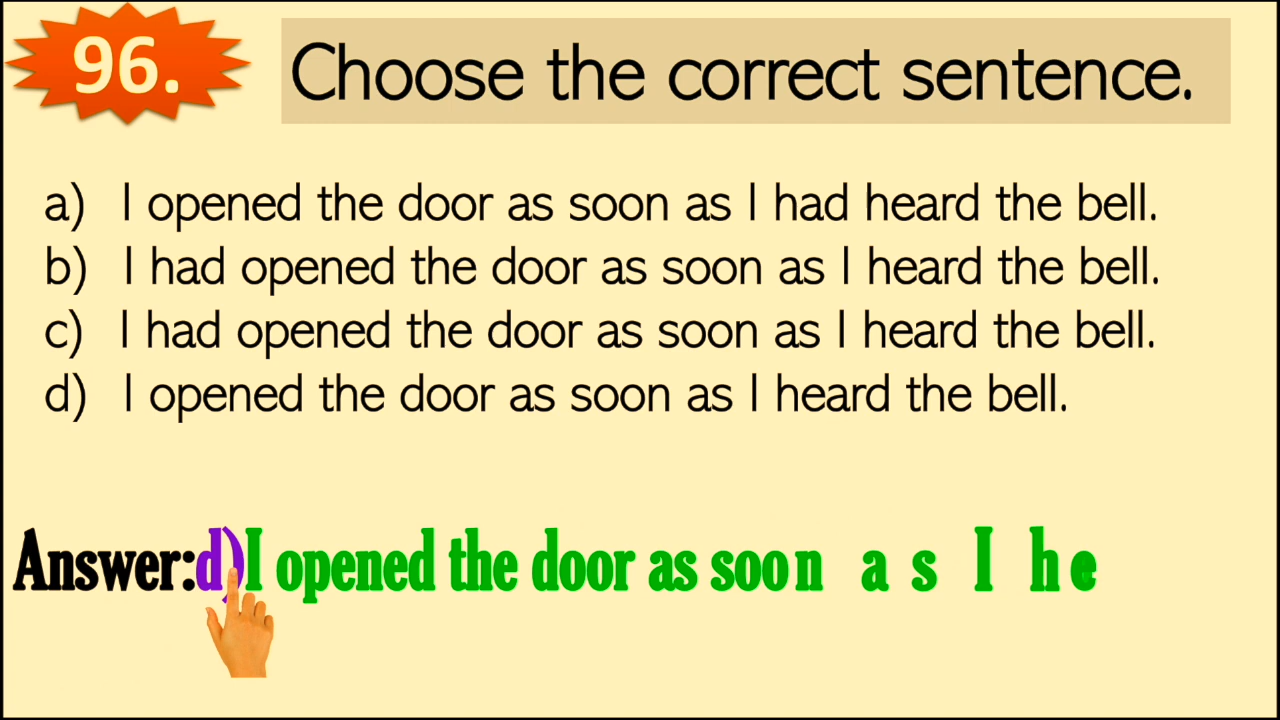 96.
Choose the correct sentence.
a) I opened the door as soon as I had heard the bell.
b) I had opened the door as soon as I heard the bell.
c) I had opened the door as soon as I heard the bell.
d) I opened the door as soon as I heard the bell.
Answer:d)I opened the door as soon as I he